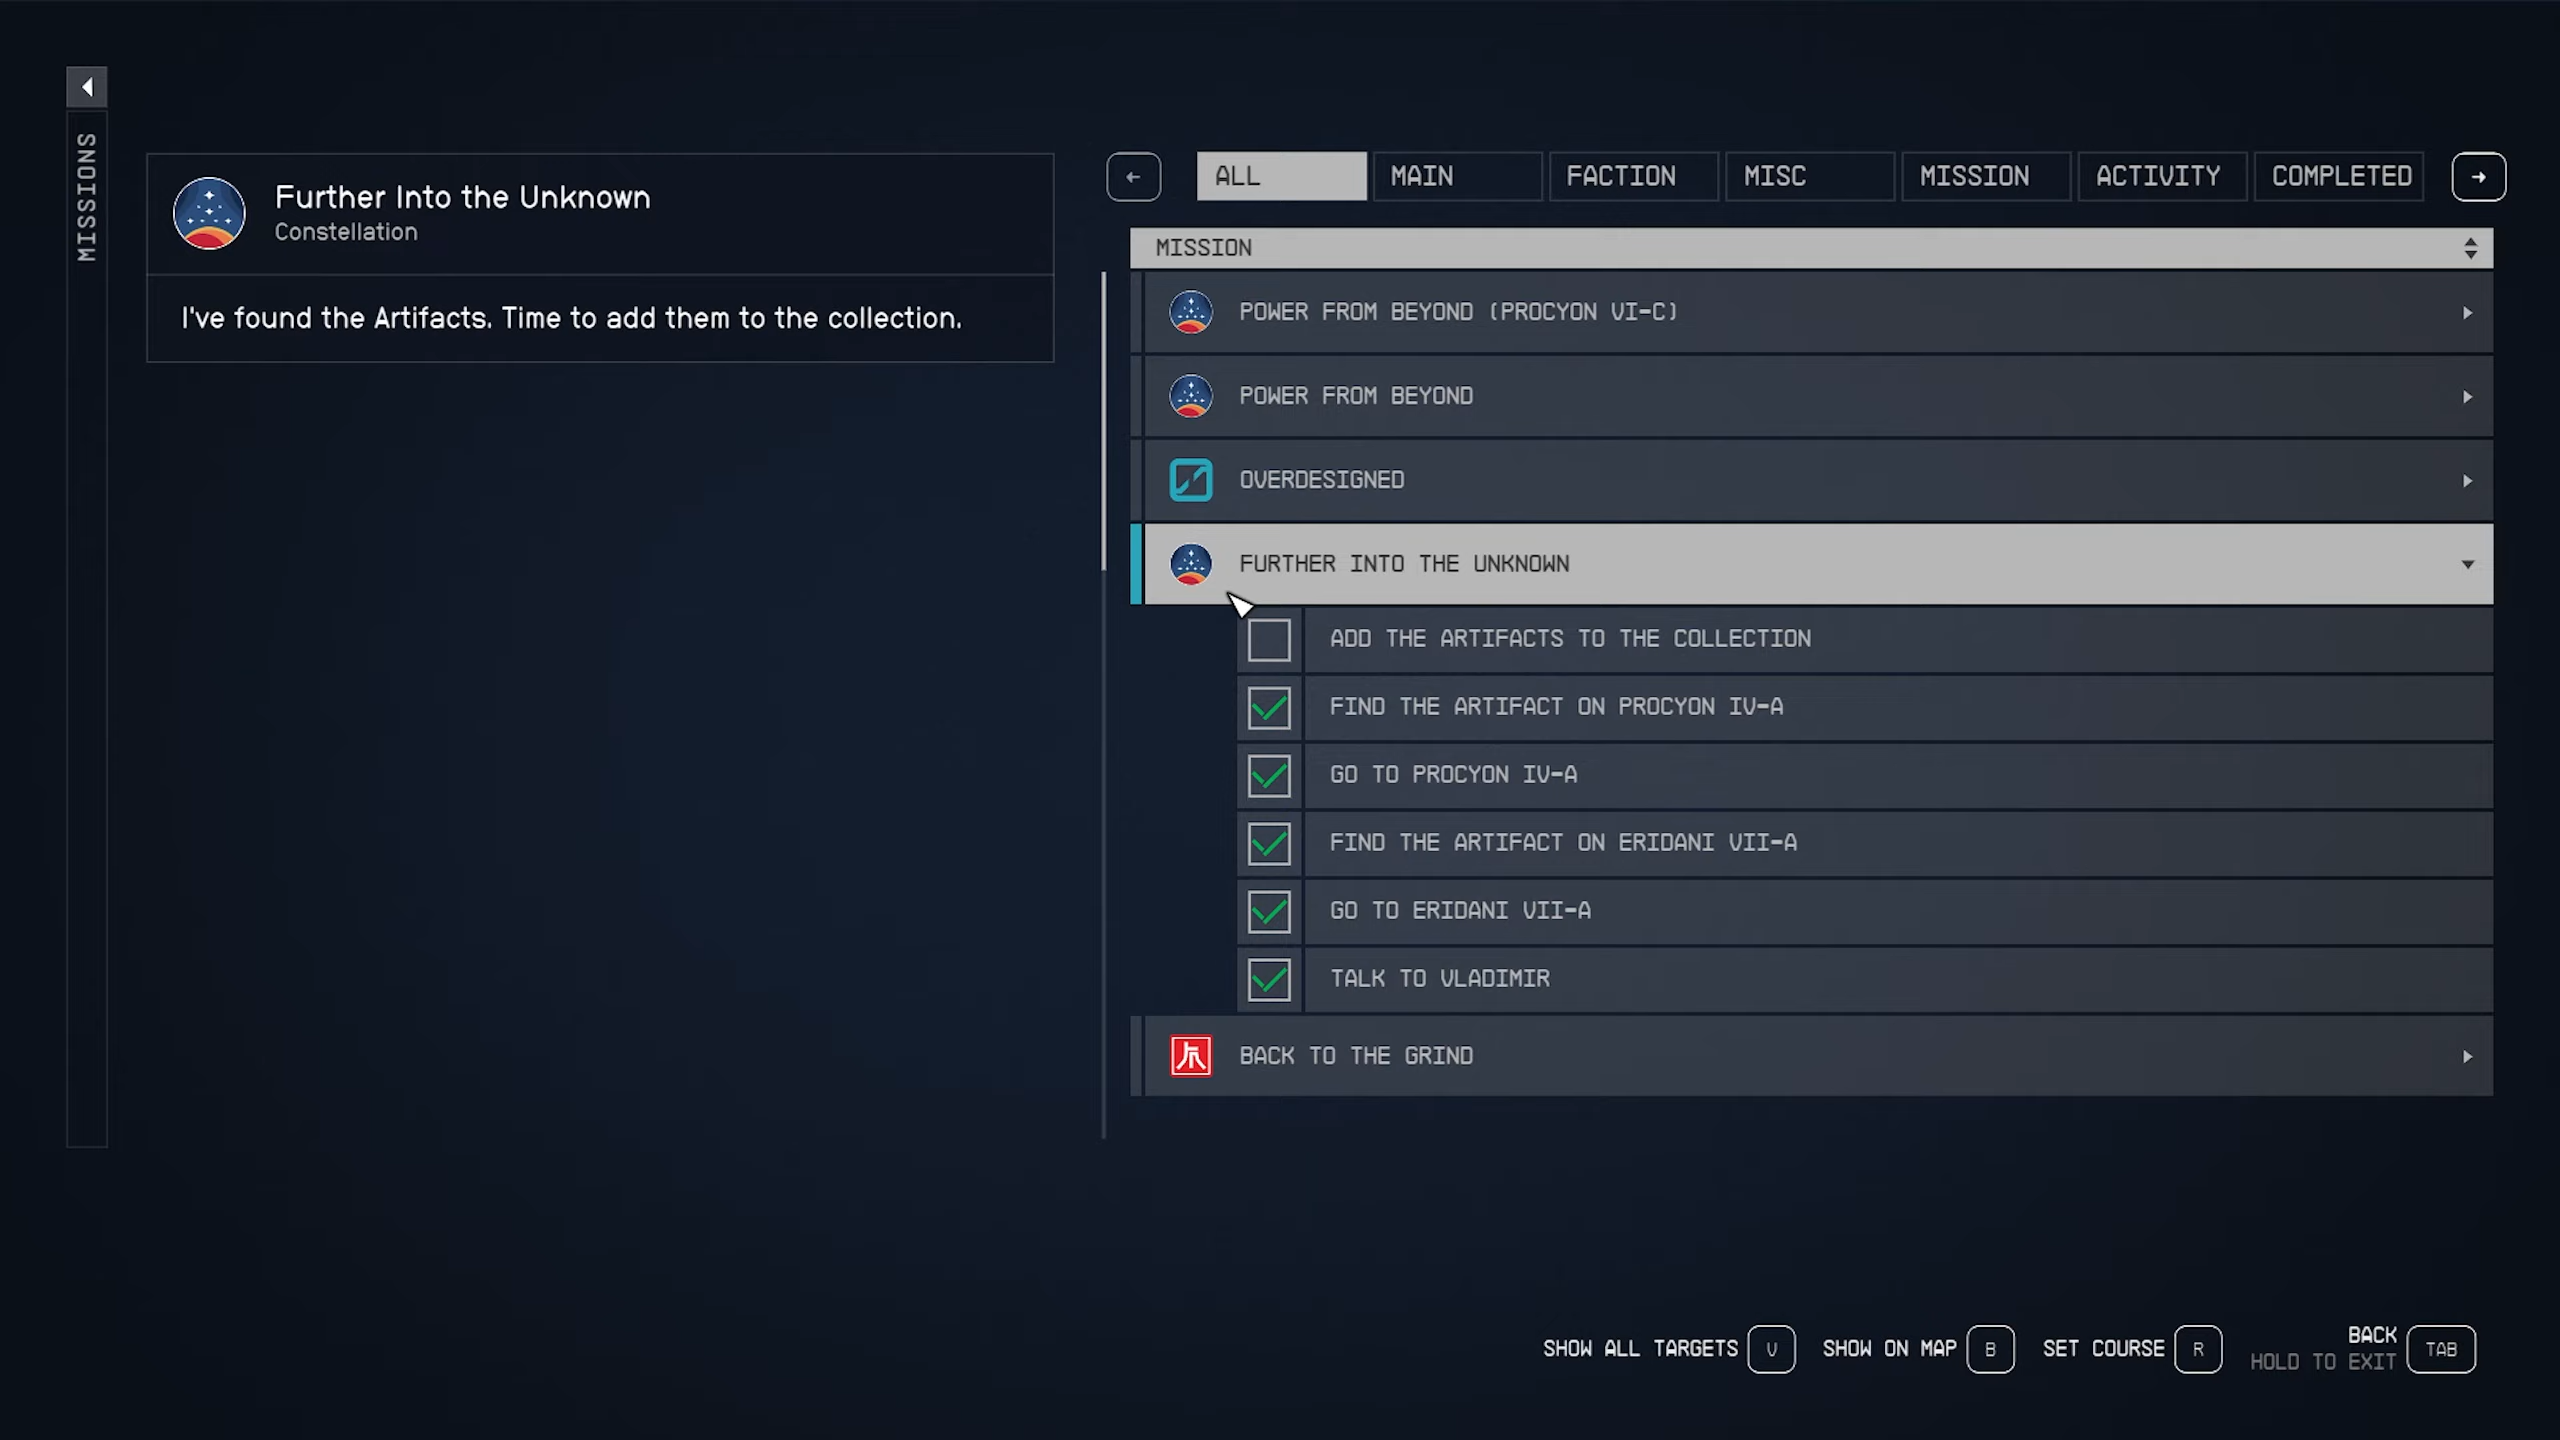 MISSIONS
Further Into the Unknown
Constellation
I've found the Artifacts. Time to add them to the collection.
ALL
MAIN
FACTION
MISC
MISSION
ACTIVITY
COMPLETED
MISSION
POWER FROM BEYOND (PROCYON VI-C)
POWER FROM BEYOND
OVERDESIGNED
FURTHER INTO THE UNKNOWN
ADD THE ARTIFACTS TO THE COLLECTION
FIND THE ARTIFACT ON PROCYON IV-A
GO TO PROCYON IV-A
FIND THE ARTIFACT ON ERIDANI VII-A
GO TO ERIDANI VII-A
TALK TO VLADIMIR
BACK TO THE GRIND
SHOW ALL TARGETS V
SHOW ON MAP B
SET COURSE R
BACK
HOLD TO EXIT
TAB